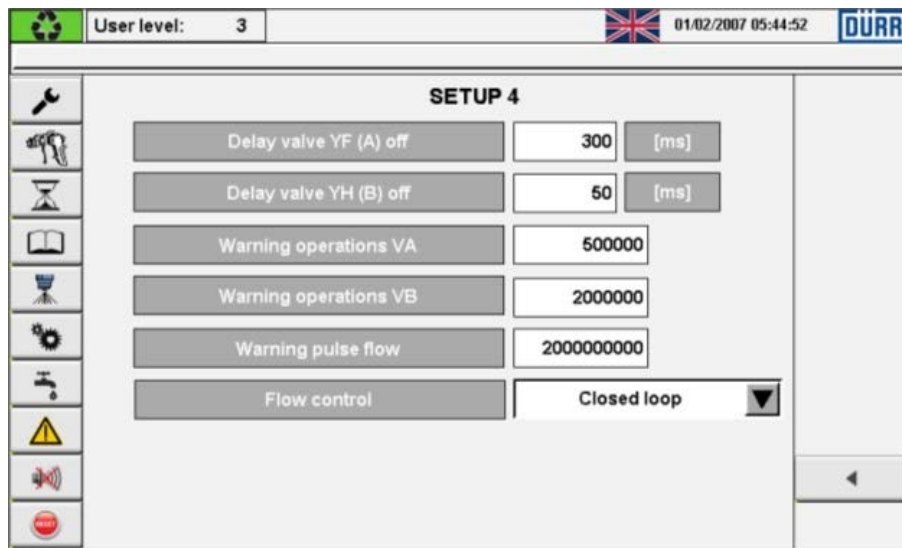 User level: 3 01/02/2007 05:44:52 DÜRR
SETUP 4
Delay valve YF (A) off 300 [ms]
Delay valve YH (B) off 50 [ms]
Warning operations VA 500000
Warning operations VB 2000000
Warning pulse flow 2000000000
Flow control Closed loop
RESET